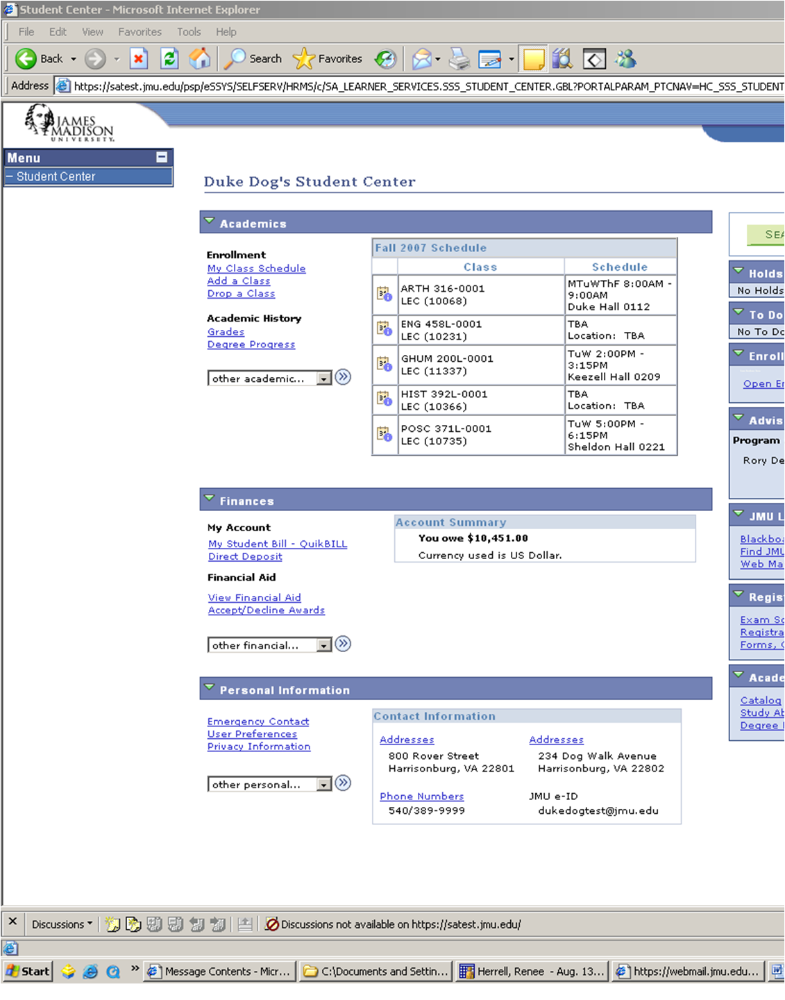 Student Center - Microsoft Internet Explorer
File Edit View Favorites Tools Help
Back Search Favorites
Address https://satest.jmu.edu/psp/eSSYS/SELFSERV/HRMS/c/SA_LEARNER_SERVICES.SSS_STUDENT_CENTER.GBL?PORTALPARAM_PTCNAV=HC_SSS_STUDENT
JAMES
MADISON
UNIVERSITY.
Menu
Student Center
Duke Dog's Student Center
Academics
Enrollment
My Class Schedule
Add a Class
Drop a Class
Academic History
Grades
Degree Progress
other academic...
Fall 2007 Schedule
Class Schedule
ARTH 316-0001
LEC (10068)
MTuWThF 8:00AM -
9:00AM
Duke Hall 0112
ENG 458L-0001
LEC (10231)
TBA
Location: TBA
GHUM 200L-0001
LEC (11337)
TuW 2:00PM -
3:15PM
Keezell Hall 0209
HIST 392L-0001
LEC (10366)
TBA
Location: TBA
POSC 371L-0001
LEC (10735)
TuW 5:00PM -
6:15PM
Sheldon Hall 0221
Finances
My Account
My Student Bill - QuikBILL
Direct Deposit
Financial Aid
View Financial Aid
Accept/Decline Awards
other financial...
Account Summary
You owe $10,451.00
Currency used is US Dollar.
Personal Information
Emergency Contact
User Preferences
Privacy Information
other personal...
Contact Information
Addresses
800 Rover Street
Harrisonburg, VA 22801
Addresses
234 Dog Walk Avenue
Harrisonburg, VA 22802
Phone Numbers
540/389-9999
JMU e-ID
dukedogtest@jmu.edu
SEA
Holds
No Holds
To Do
No To Do
Enroll
Open En
Advis
Program
Rory De
JMU L
Blackboa
Find JMU
Web Mai
Regist
Exam Sc
Registra
Forms,
Acade
Catalog
Study Ab
Degree
Discussions Discussions not available on https://satest.jmu.edu/
Start Message Contents - Micr... C:\Documents and Settin... Herrell, Renee - Aug. 13... https://webmail.jmu.edu...